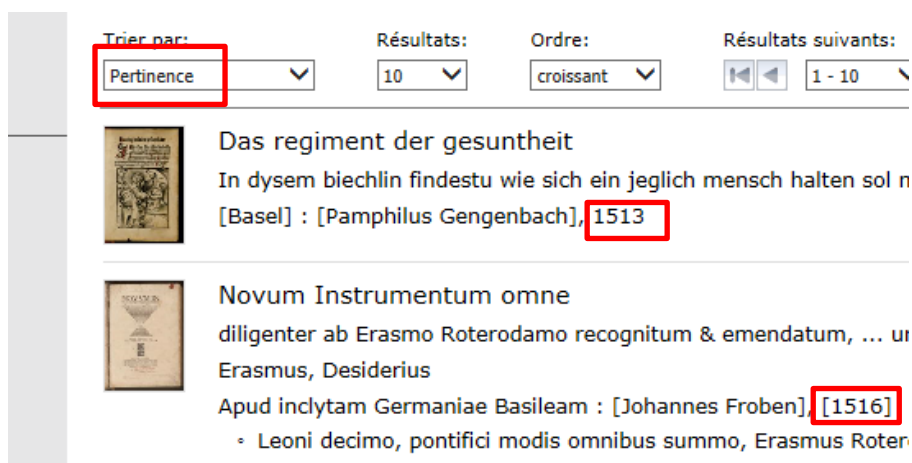 Trier par: Résultats: Ordre: Résultats suivants:
Pertinence 10 croissant 1 - 10
Das regiment der gesuntheit
In dysem biechlin findestu wie sich ein jeglich mensch halten sol
[Basel] : [Pamphilus Gengenbach], 1513
Novum Instrumentum omne
diligenter ab Erasmo Roterodamo recognitum & emendatum, ...
Erasmus, Desiderius
Apud inclytam Germaniae Basileam : [Johannes Froben], [1516]
◦ Leoni decimo, pontifici modis omnibus summo, Erasmus